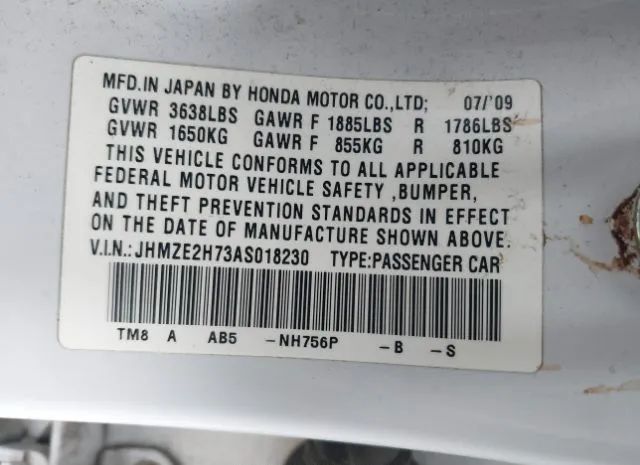 MFD.IN JAPAN BY HONDA MOTOR CO.,LTD; 07/'09
GVWR 3638LBS GAWR F 1885LBS R 1786LBS
GVWR 1650KG GAWR F 855KG R 810KG
THIS VEHICLE CONFORMS TO ALL APPLICABLE
FEDERAL MOTOR VEHICLE SAFETY ,BUMPER,
AND THEFT PREVENTION STANDARDS IN EFFECT
ON THE DATE OF MANUFACTURE SHOWN ABOVE.
V.I.N.:JHMZE2H73AS018230 TYPE:PASSENGER CAR
TM8 A AB5 -NH756P -B -S